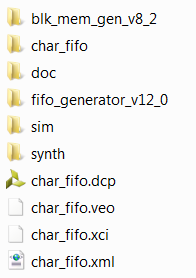 blk_mem_gen_v8_2
char_fifo
doc
fifo_generator_v12_0
sim
synth
char_fifo.dcp
char_fifo.veo
char_fifo.xci
char_fifo.xml